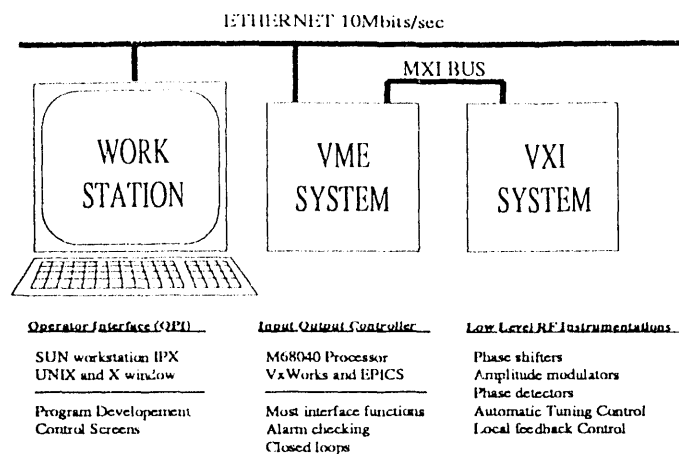 ETHERNET 10Mbits/sec
MXI BUS
WORK
STATION
VME
SYSTEM
VXI
SYSTEM
Operator Interface (OPI)
SUN workstation IPX
UNIX and X window
Program Developement
Control Screens
Input Output Controller
M68040 Processor
VxWorks and EPICS
Most interface functions
Alarm checking
Closed loops
Low Level RF Instrumentations
Phase shifters
Amplitude modulators
Phase detectors
Automatic Tuning Control
Local feedback Control